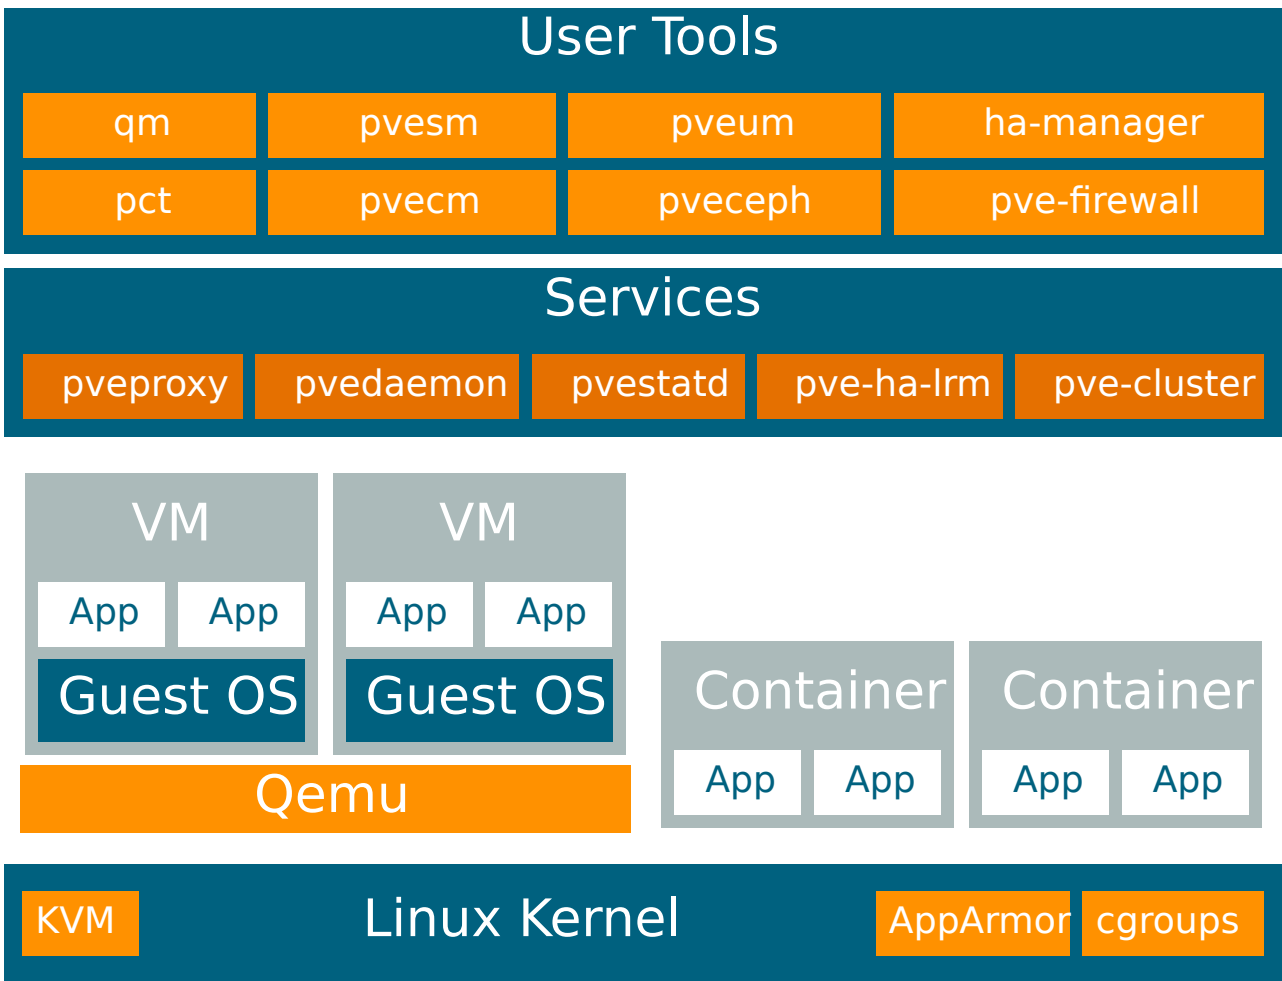 User Tools
qm pvesm pveum ha-manager
pct pvecm pveceph pve-firewall
Services
pveproxy pvedaemon pvestatd pve-ha-lrm pve-cluster
VM VM
App App App App
Guest OS Guest OS
Container Container
App App App App
Qemu
KVM Linux Kernel AppArmor cgroups